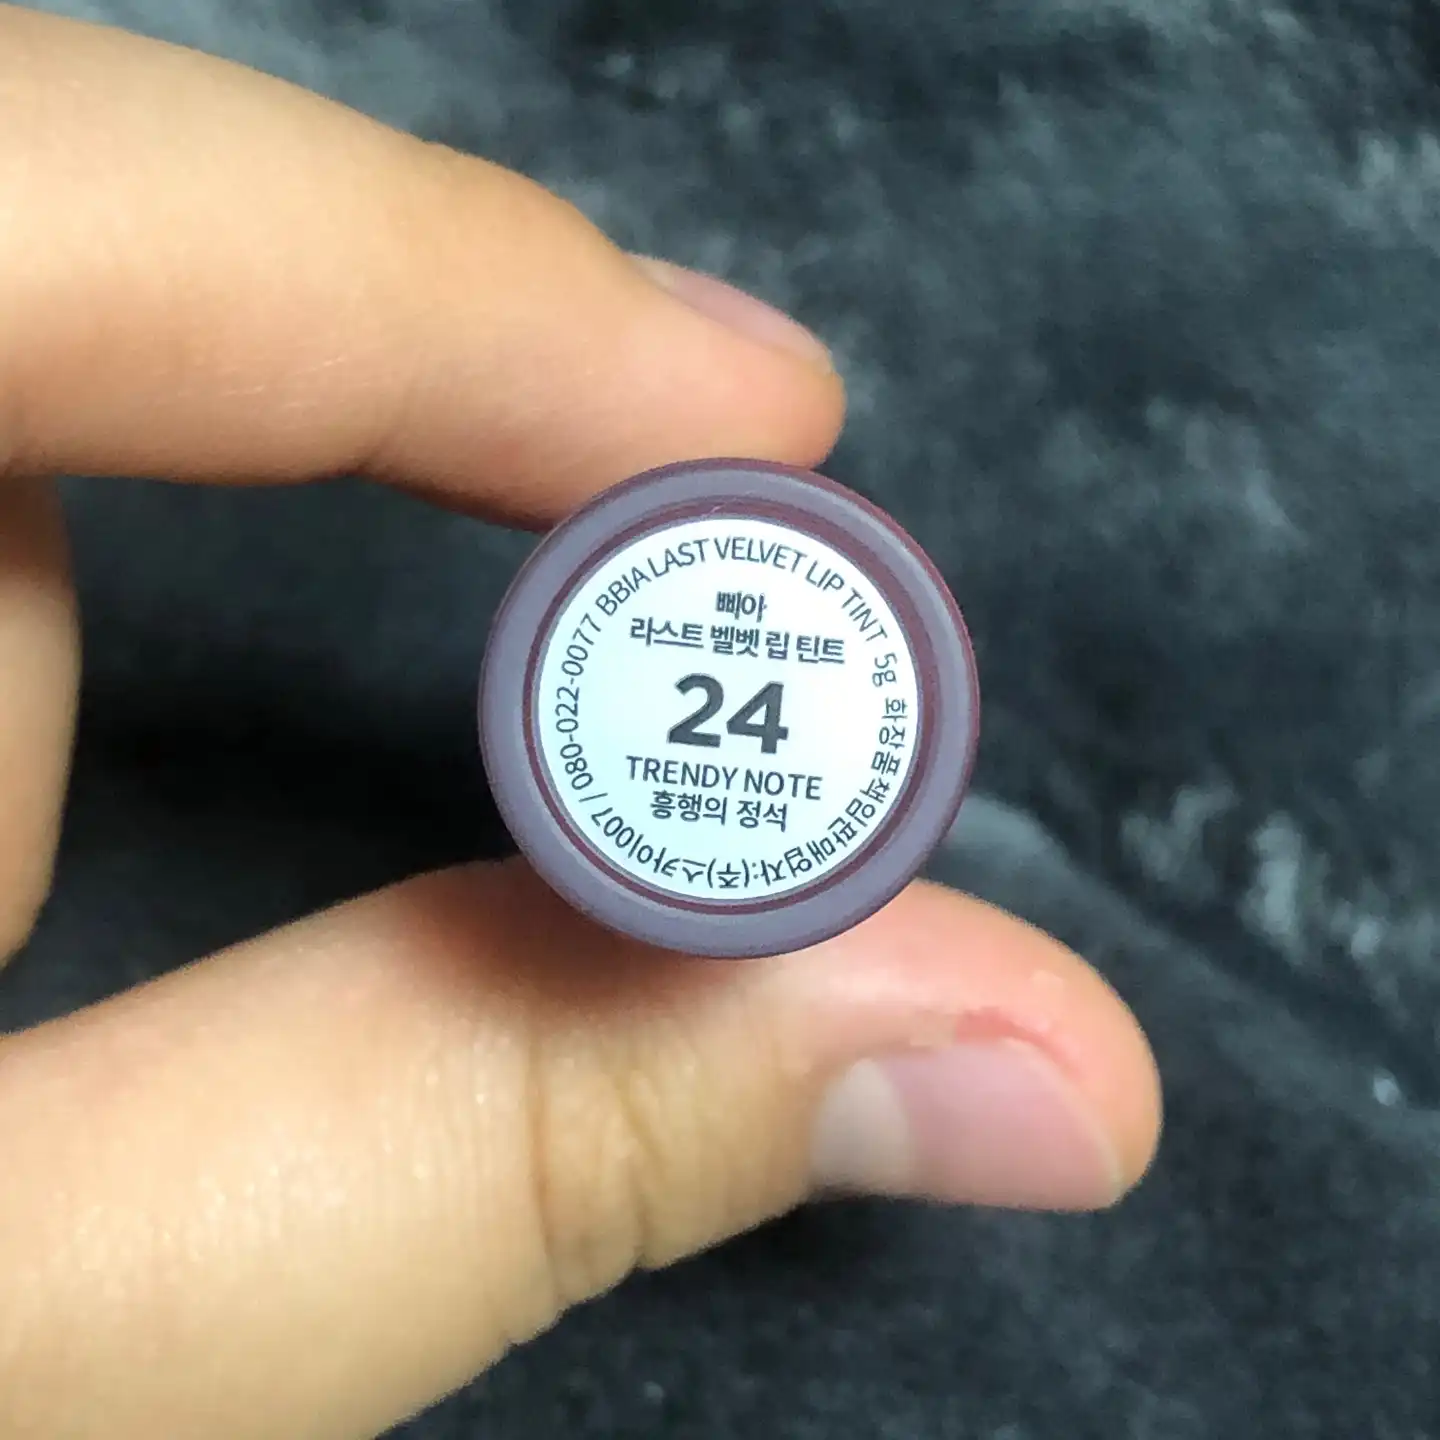 BBIA LAST VELVET LIP TINT 5g 화장품책임판매업자:(주)스카이007 / 080-022-0077
삐아
라스트 벨벳 립 틴트
24
TRENDY NOTE
흥행의 정석